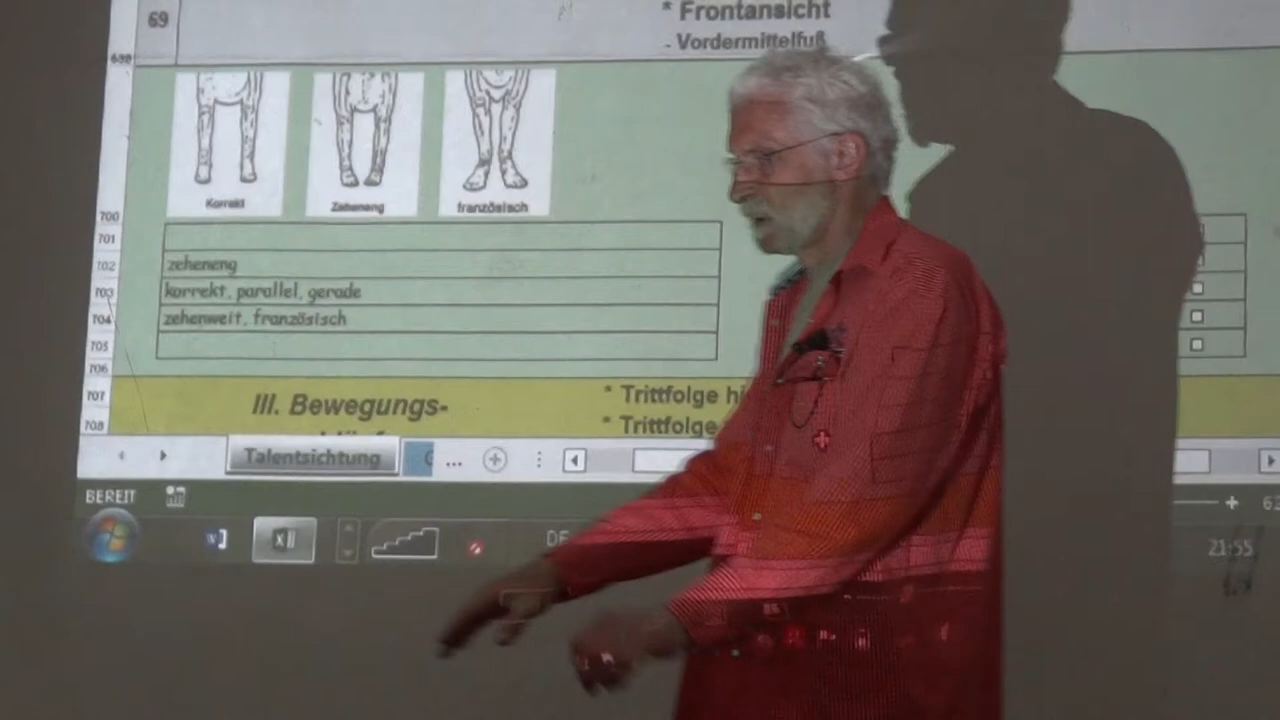 69
* Frontansicht
- Vordermittelfuß
Korrekt
Zeheneng
französisch
700
701
702
zeheneng
703
korrekt, parallel, gerade
704
zehenweit, französisch
705
706
707
III. Bewegungs-
* Trittfolge hi
708
* Trittfolge
Talentsichtung
...
BEREIT
DE
21:55